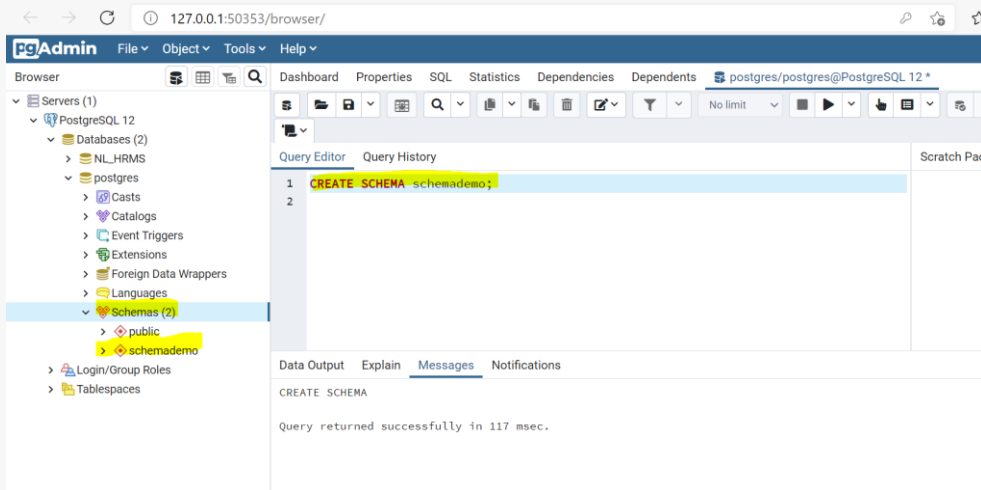 127.0.0.1:50353/browser/
pgAdmin File Object Tools Help
Browser
Dashboard Properties SQL Statistics Dependencies Dependents postgres/postgres@PostgreSQL 12 *
Servers (1)
PostgreSQL 12
Databases (2)
NL_HRMS
postgres
Casts
Catalogs
Event Triggers
Extensions
Foreign Data Wrappers
Languages
Schemas (2)
public
schemademo
Login/Group Roles
Tablespaces
No limit
Query Editor Query History
Scratch Pa
1 CREATE SCHEMA schemademo;
2
Data Output Explain Messages Notifications
CREATE SCHEMA
Query returned successfully in 117 msec.